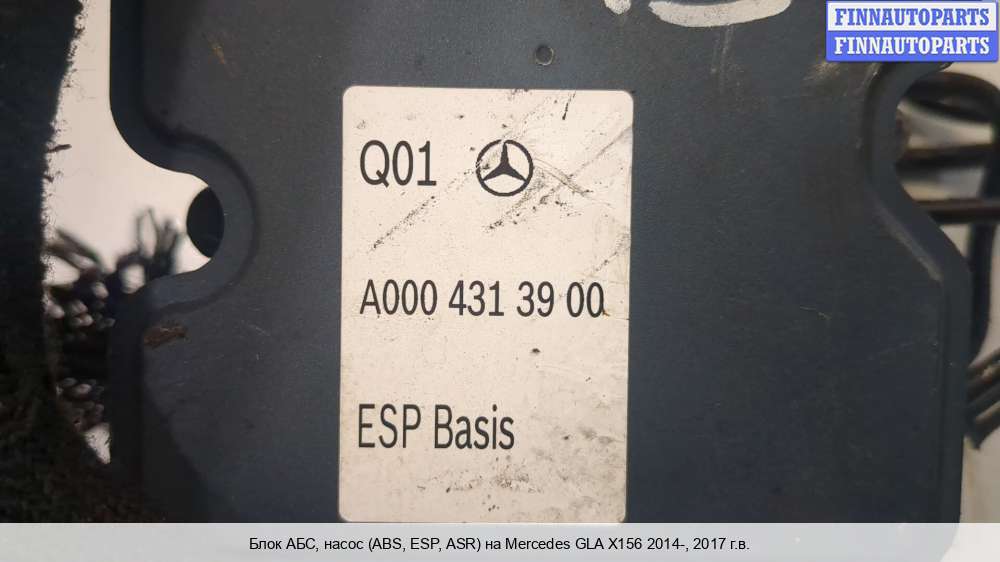 FINNAUTOPARTS
FINNAUTOPARTS
Q01
A000 431 39 00
ESP Basis
Блок АБС, насос (ABS, ESP, ASR) на Mercedes GLA X156 2014-, 2017 г.в.